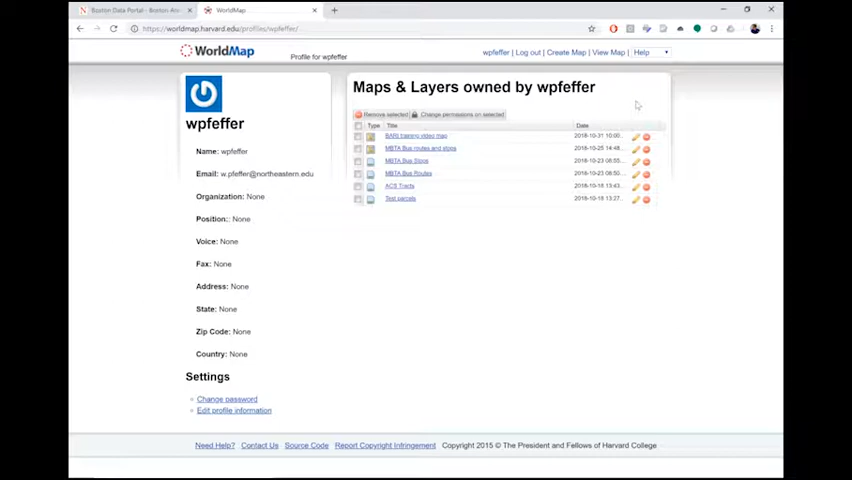 Boston Data Portal - Boston Are
WorldMap
https://worldmap.harvard.edu/profiles/wpfeffer/
WorldMap
Profile for wpfeffer
wpfeffer | Log out | Create Map | View Map | Help
wpfeffer
Name: wpfeffer
Email: w.pfeffer@northeastern.edu
Organization: None
Position:: None
Voice: None
Fax: None
Address: None
State: None
Zip Code: None
Country: None
Settings
Change password
Edit profile information
Maps & Layers owned by wpfeffer
Remove selected Change permissions on selected
Type Title Date
BARI training video map 2018-10-31 10:00...
MBTA Bus routes and stops 2018-10-25 14:48...
MBTA Bus Stops 2018-10-23 08:55...
MBTA Bus Routes 2018-10-23 08:50...
ACS Tracts 2018-10-18 13:43...
Test parcels 2018-10-18 13:27...
Need Help? Contact Us Source Code Report Copyright Infringement Copyright 2015 © The President and Fellows of Harvard College